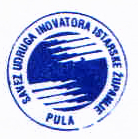 SAVEZ UDRUGA INOVATORA ISTARSKE ŽUPANIJE
PULA